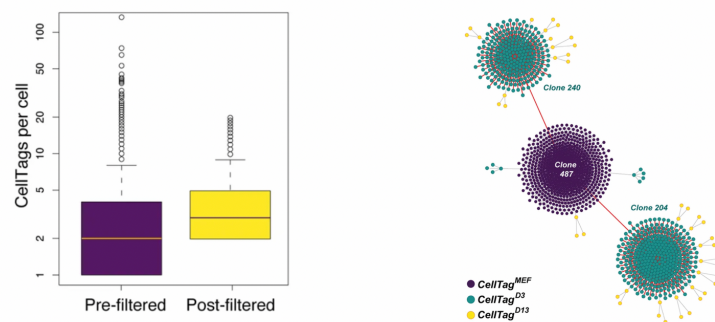 CellTags per cell
100
50
20
10
5
2
1
Pre-filtered
Post-filtered
Clone 240
Clone
487
Clone 204
CellTagMEF
CellTagD3
CellTagD13